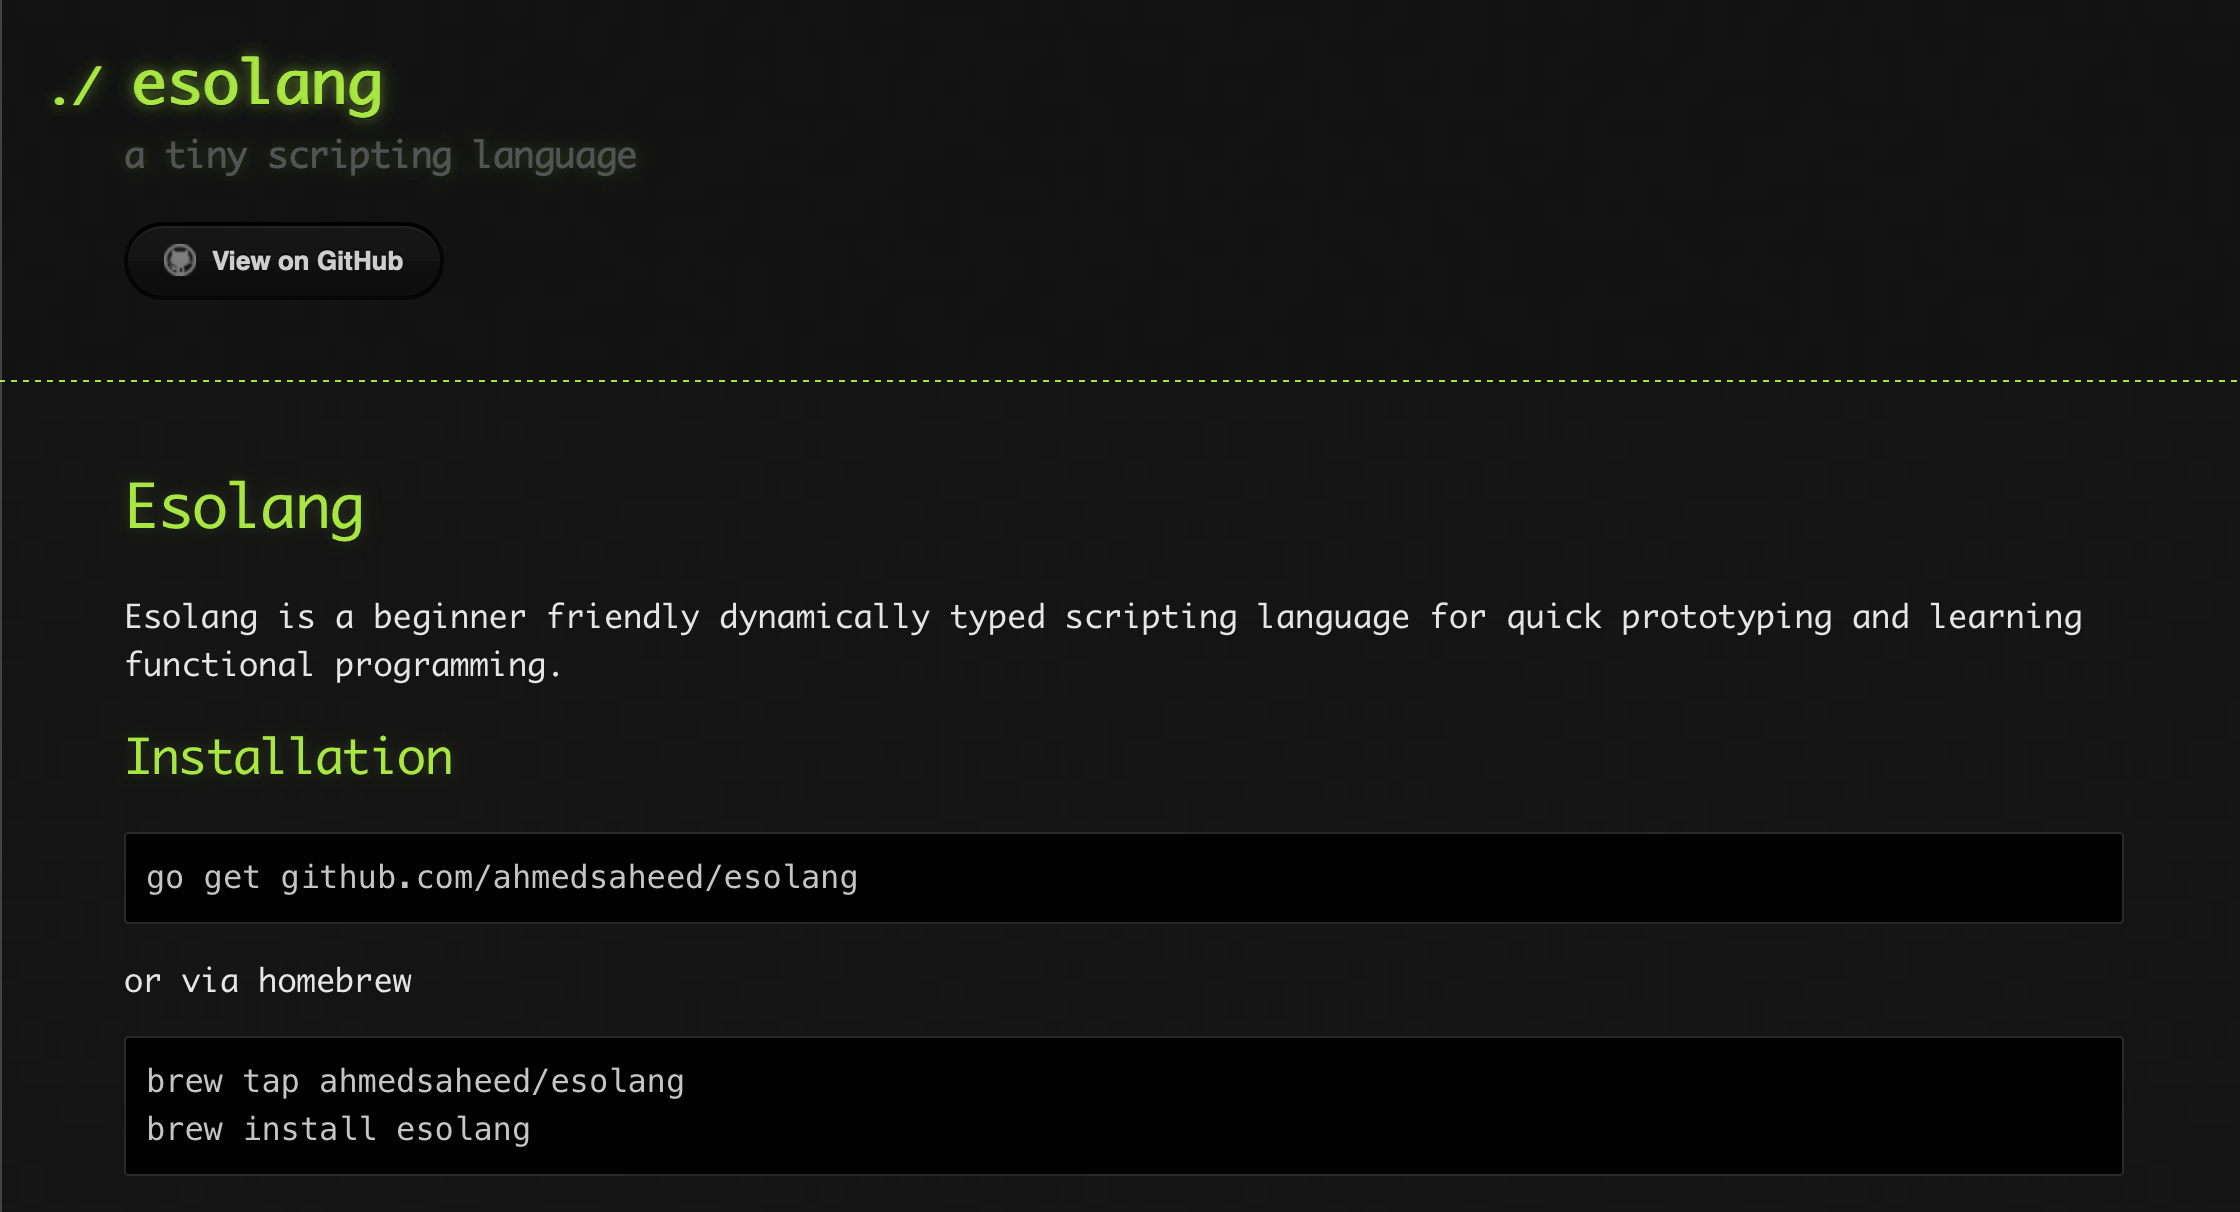 ./ esolang
a tiny scripting language
View on GitHub
Esolang
Esolang is a beginner friendly dynamically typed scripting language for quick prototyping and learning
functional programming.
Installation
go get github.com/ahmedsaheed/esolang
or via homebrew
brew tap ahmedsaheed/esolang
brew install esolang